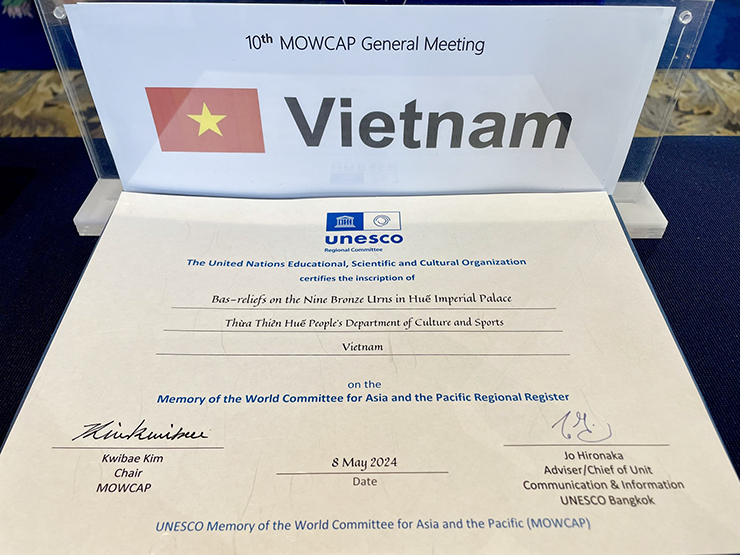 10th MOWCAP General Meeting
Vietnam
unesco
Regional Committee
The United Nations Educational, Scientific and Cultural Organization
certifies the inscription of
Bas-reliefs on the Nine Bronze Urns in Huế Imperial Palace
Thừa Thiên Huế People's Department of Culture and Sports
Vietnam
on the
Memory of the World Committee for Asia and the Pacific Regional Register
Kwibae Kim
Chair
MOWCAP
8 May 2024
Date
Jo Hironaka
Adviser/Chief of Unit
Communication & Information
UNESCO Bangkok
UNESCO Memory of the World Committee for Asia and the Pacific (MOWCAP)